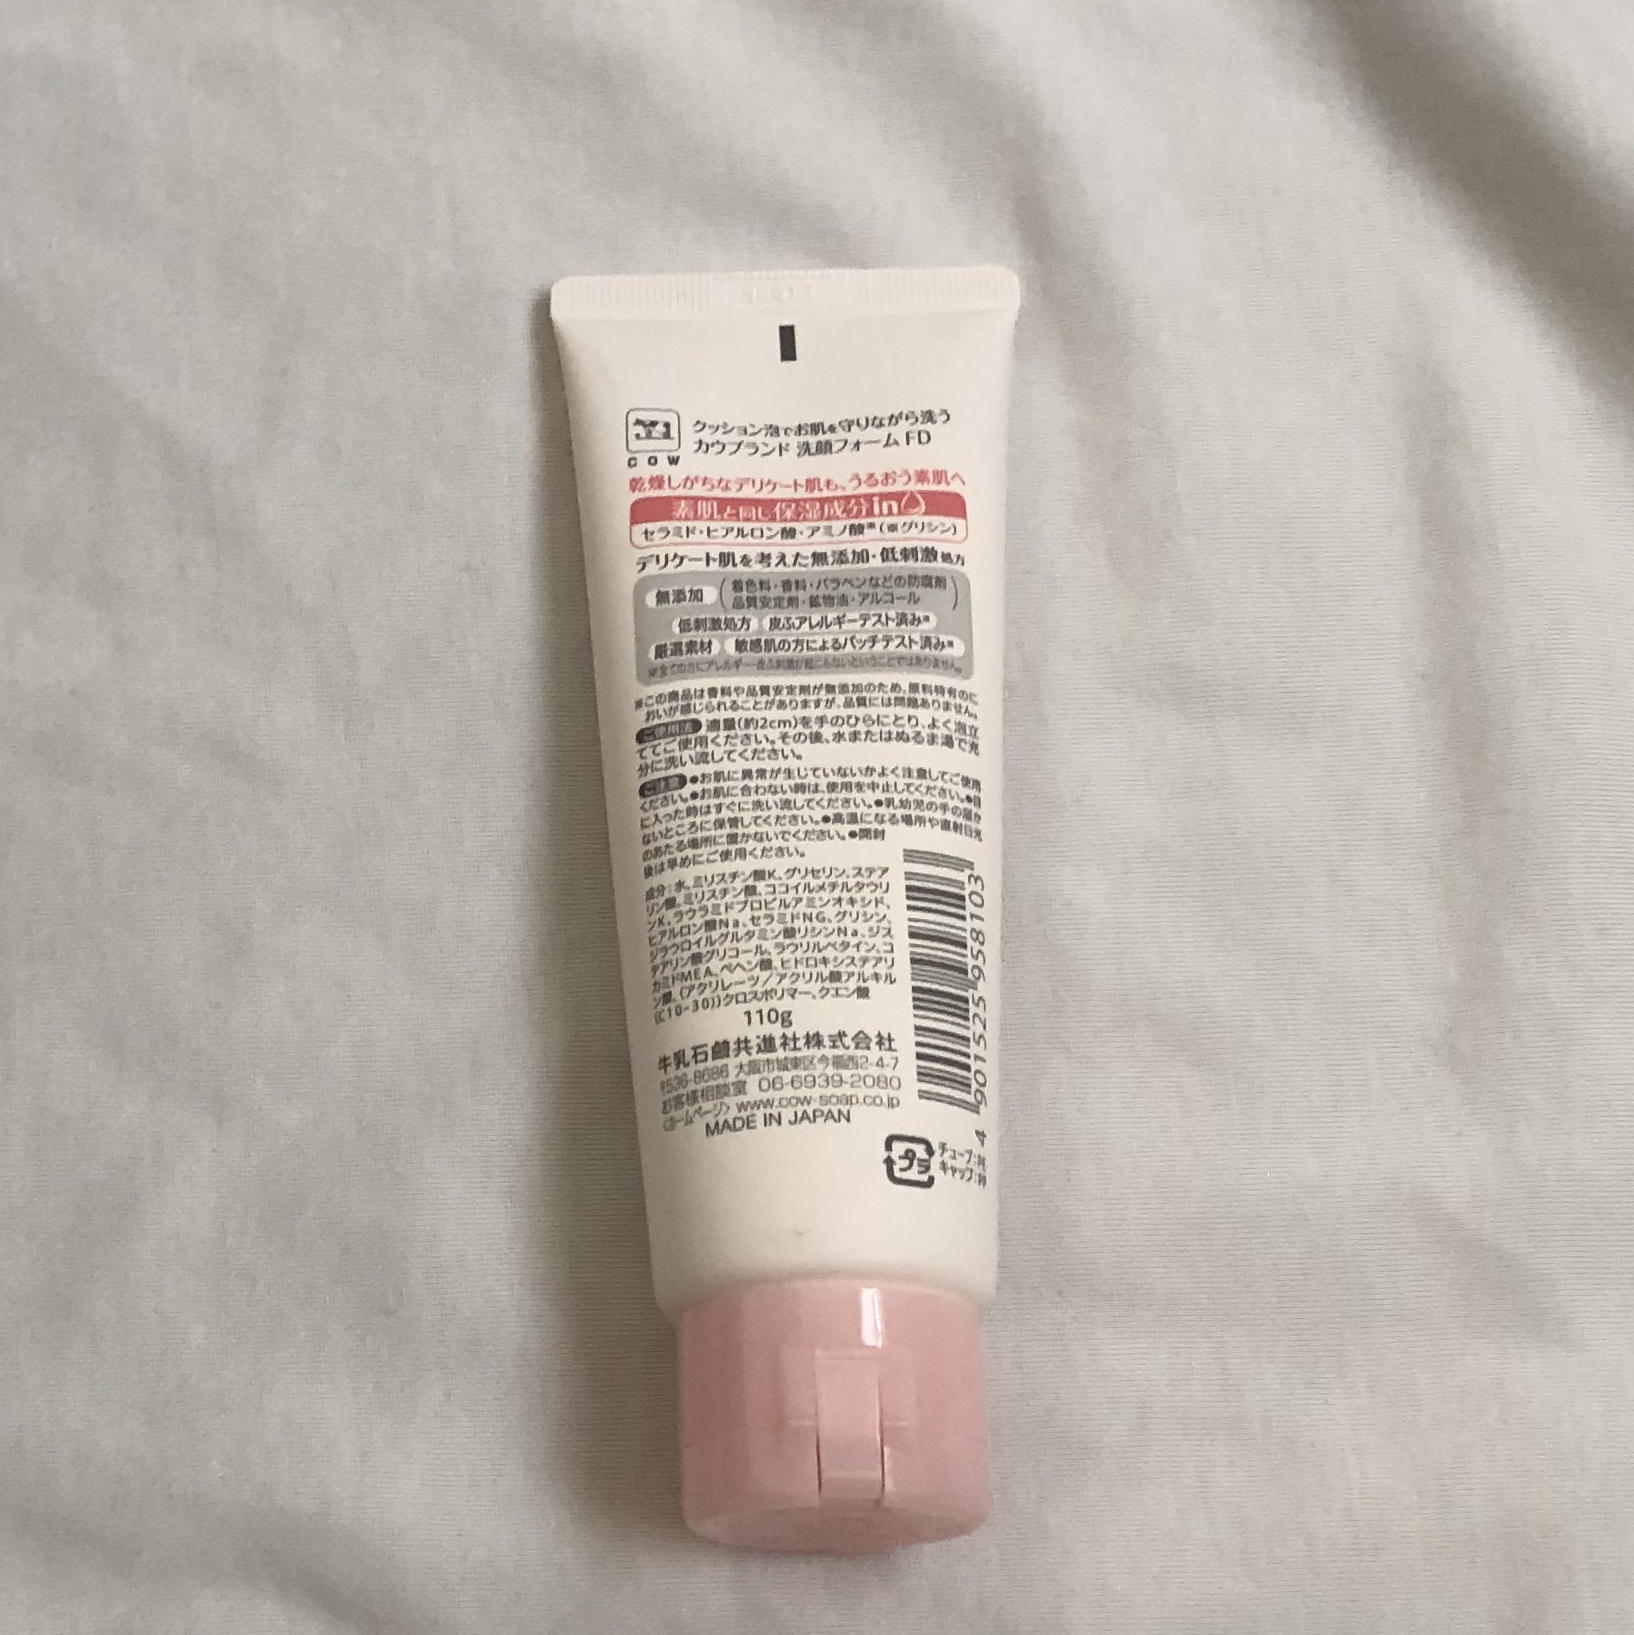 COW
クッション泡でお肌を守りながら洗う
カウブランド 洗顔フォーム FD
乾燥しがちなデリケート肌も、うるおう素肌へ
素肌と同じ保湿成分in
セラミド・ヒアルロン酸・アミノ酸※(※グリシン)
デリケート肌を考えた無添加・低刺激処方
無添加(着色料・香料・パラベンなどの防腐剤
品質安定剤・鉱物油・アルコール)
低刺激処方 皮ふアレルギーテスト済み※
厳選素材 敏感肌の方によるパッチテスト済み※
※全ての方にアレルギー・皮ふ刺激が起こらないということではありません。
※この商品は香料や品質安定剤が無添加のため、原料特有のに
おいが感じられることがありますが、品質には問題ありません。
ご使用法 適量(約2cm)を手のひらにとり、よく泡立
ててご使用ください。その後、水またはぬるま湯で充
分に洗い流してください。
ご注意 ●お肌に異常が生じていないかよく注意してご使用
ください。●お肌に合わない時は、使用を中止してください。●目
に入った時はすぐに洗い流してください。●乳幼児の手の届か
ないところに保管してください。●高温になる場所や直射日光
のあたる場所に置かないでください。●開封
後は早めにご使用ください。
成分:水、ミリスチン酸K、グリセリン、ステア
リン酸、ミリスチン酸、ココイルメチルタウリ
ンK、ラウラミドプロピルアミンオキシド、
ヒアルロン酸Na、セラミドNG、グリシン、
ジラウロイルグルタミン酸リシンNa、ジス
テアリン酸グリコール、ラウリルベタイン、コ
カミドMEA、ベヘン酸、ヒドロキシステアリ
ン酸、(アクリレーツ/アクリル酸アルキル
(C10-30))クロスポリマー、クエン酸
110g
牛乳石鹸共進社株式会社
〒536-8686 大阪市城東区今福西2-4-7
お客様相談室 06-6939-2080
〈ホームページ〉www.cow-soap.co.jp
MADE IN JAPAN
4 901525 958103
プラ
チューブ:PE
キャップ:PP